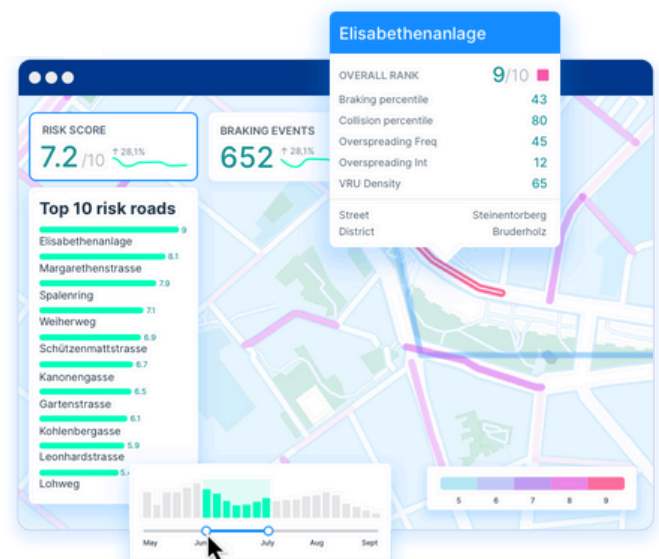 Elisabethenanlage
OVERALL RANK 9/10
Braking percentile 43
Collision percentile 80
Overspreading Freq 45
Overspreading Int 12
VRU Density 65
Street Steinentorberg
District Bruderholz
RISK SCORE
7.2 /10 ↑ 28,1%
BRAKING EVENTS
652 ↑ 28,1%
Top 10 risk roads
9
Elisabethenanlage
8.1
Margarethenstrasse
7.9
Spalenring
7.1
Weiherweg
6.9
Schützenmattstrasse
6.7
Kanonengasse
6.5
Gartenstrasse
6.1
Kohlenbergasse
5.9
Leonhardstrasse
Lohweg
May July Aug Sept
5 6 7 8 9